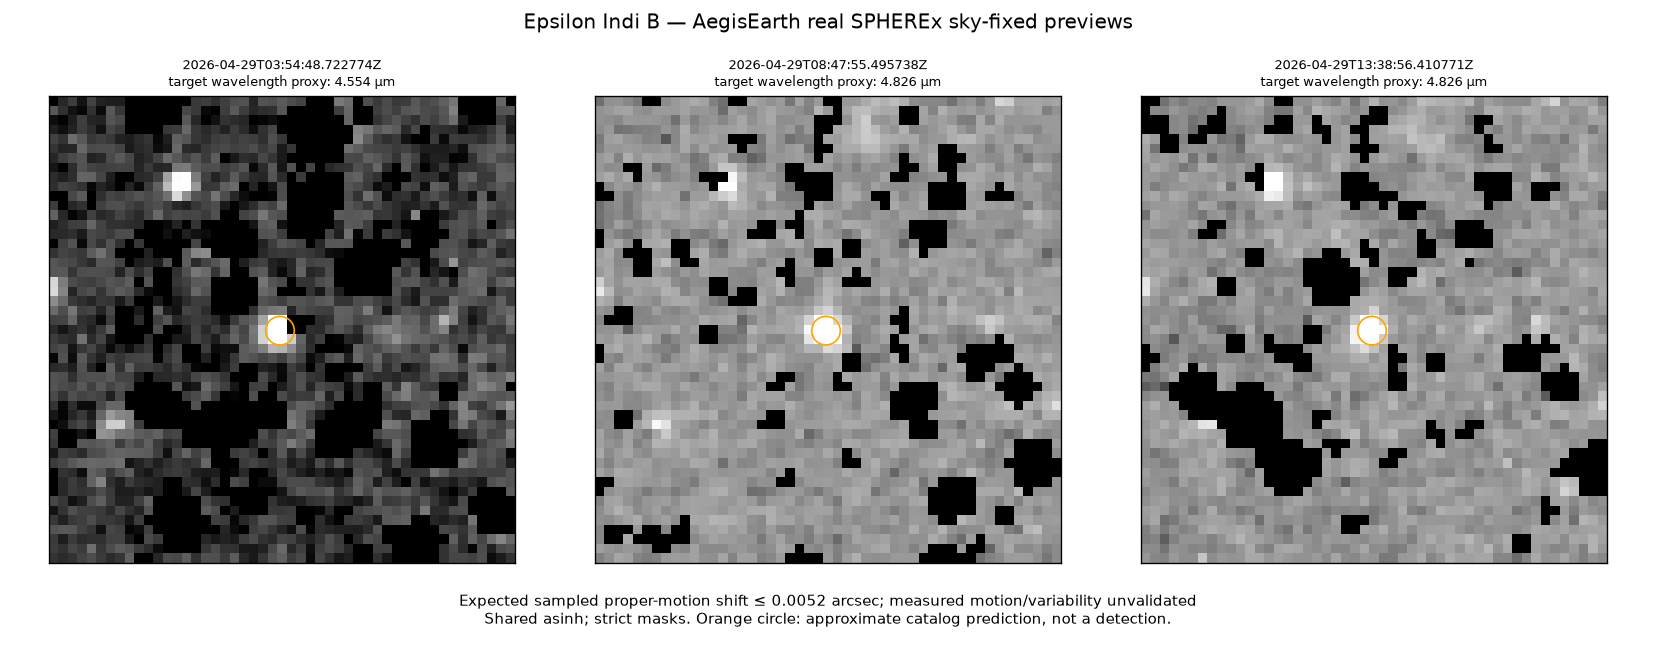 Epsilon Indi B — AegisEarth real SPHEREx sky-fixed previews
2026-04-29T03:54:48.722774Z
target wavelength proxy: 4.554 μm
2026-04-29T08:47:55.495738Z
target wavelength proxy: 4.826 μm
2026-04-29T13:38:56.410771Z
target wavelength proxy: 4.826 μm
Expected sampled proper-motion shift ≤ 0.0052 arcsec; measured motion/variability unvalidated
Shared asinh; strict masks. Orange circle: approximate catalog prediction, not a detection.